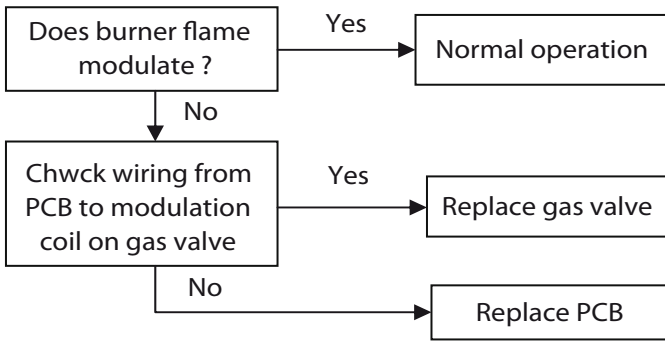 Does burner flame
modulate ?
Yes
Normal operation
No
Chwck wiring from
PCB to modulation
coil on gas valve
Yes
Replace gas valve
No
Replace PCB